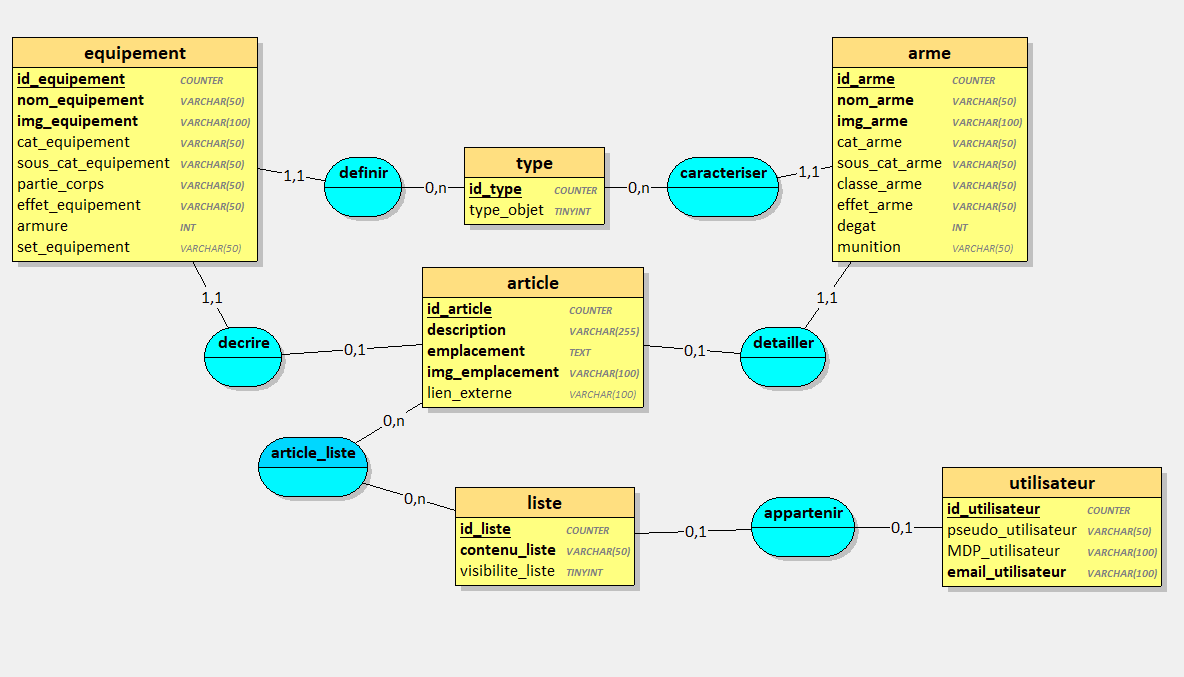 equipement
id_equipement COUNTER
nom_equipement VARCHAR(50)
img_equipement VARCHAR(100)
cat_equipement VARCHAR(50)
sous_cat_equipement VARCHAR(50)
partie_corps VARCHAR(50)
effet_equipement VARCHAR(50)
armure INT
set_equipement VARCHAR(50)
1,1
definir
0,n
type
id_type COUNTER
type_objet TINYINT
0,n
caracteriser
1,1
arme
id_arme COUNTER
nom_arme VARCHAR(50)
img_arme VARCHAR(100)
cat_arme VARCHAR(50)
sous_cat_arme VARCHAR(50)
classe_arme VARCHAR(50)
effet_arme VARCHAR(50)
degat INT
munition VARCHAR(50)
1,1
decrire
0,1
article
id_article COUNTER
description VARCHAR(255)
emplacement TEXT
img_emplacement VARCHAR(100)
lien_externe VARCHAR(100)
0,1
detailler
1,1
0,n
article_liste
0,n
liste
id_liste COUNTER
contenu_liste VARCHAR(50)
visibilite_liste TINYINT
0,1
appartenir
0,1
utilisateur
id_utilisateur COUNTER
pseudo_utilisateur VARCHAR(50)
MDP_utilisateur VARCHAR(100)
email_utilisateur VARCHAR(100)